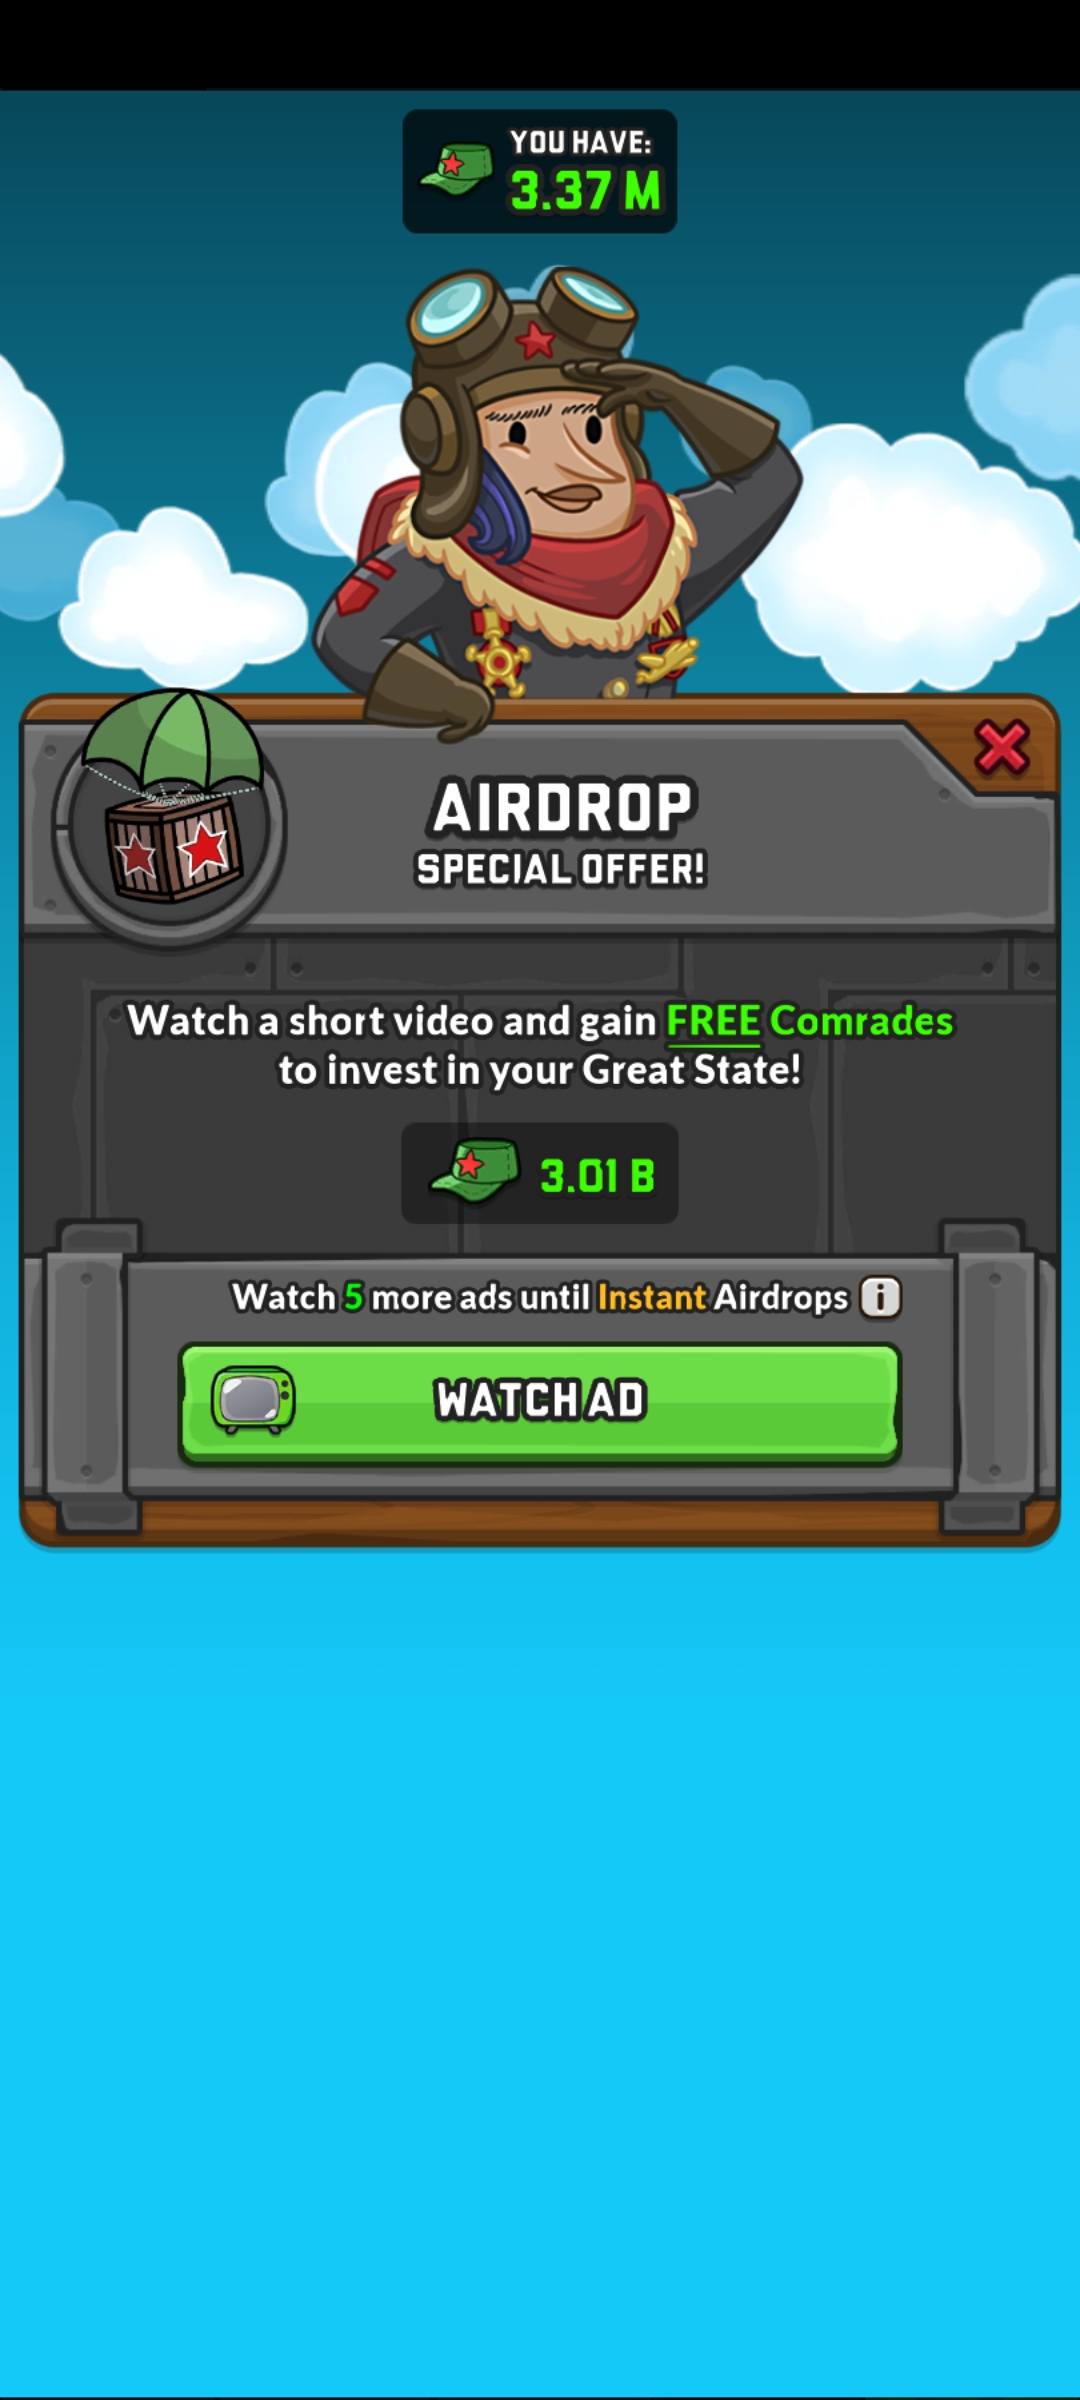 YOU HAVE:
3.37 M
AIRDROP
SPECIAL OFFER!
Watch a short video and gain FREE Comrades
to invest in your Great State!
3.01 B
Watch 5 more ads until Instant Airdrops i
WATCH AD